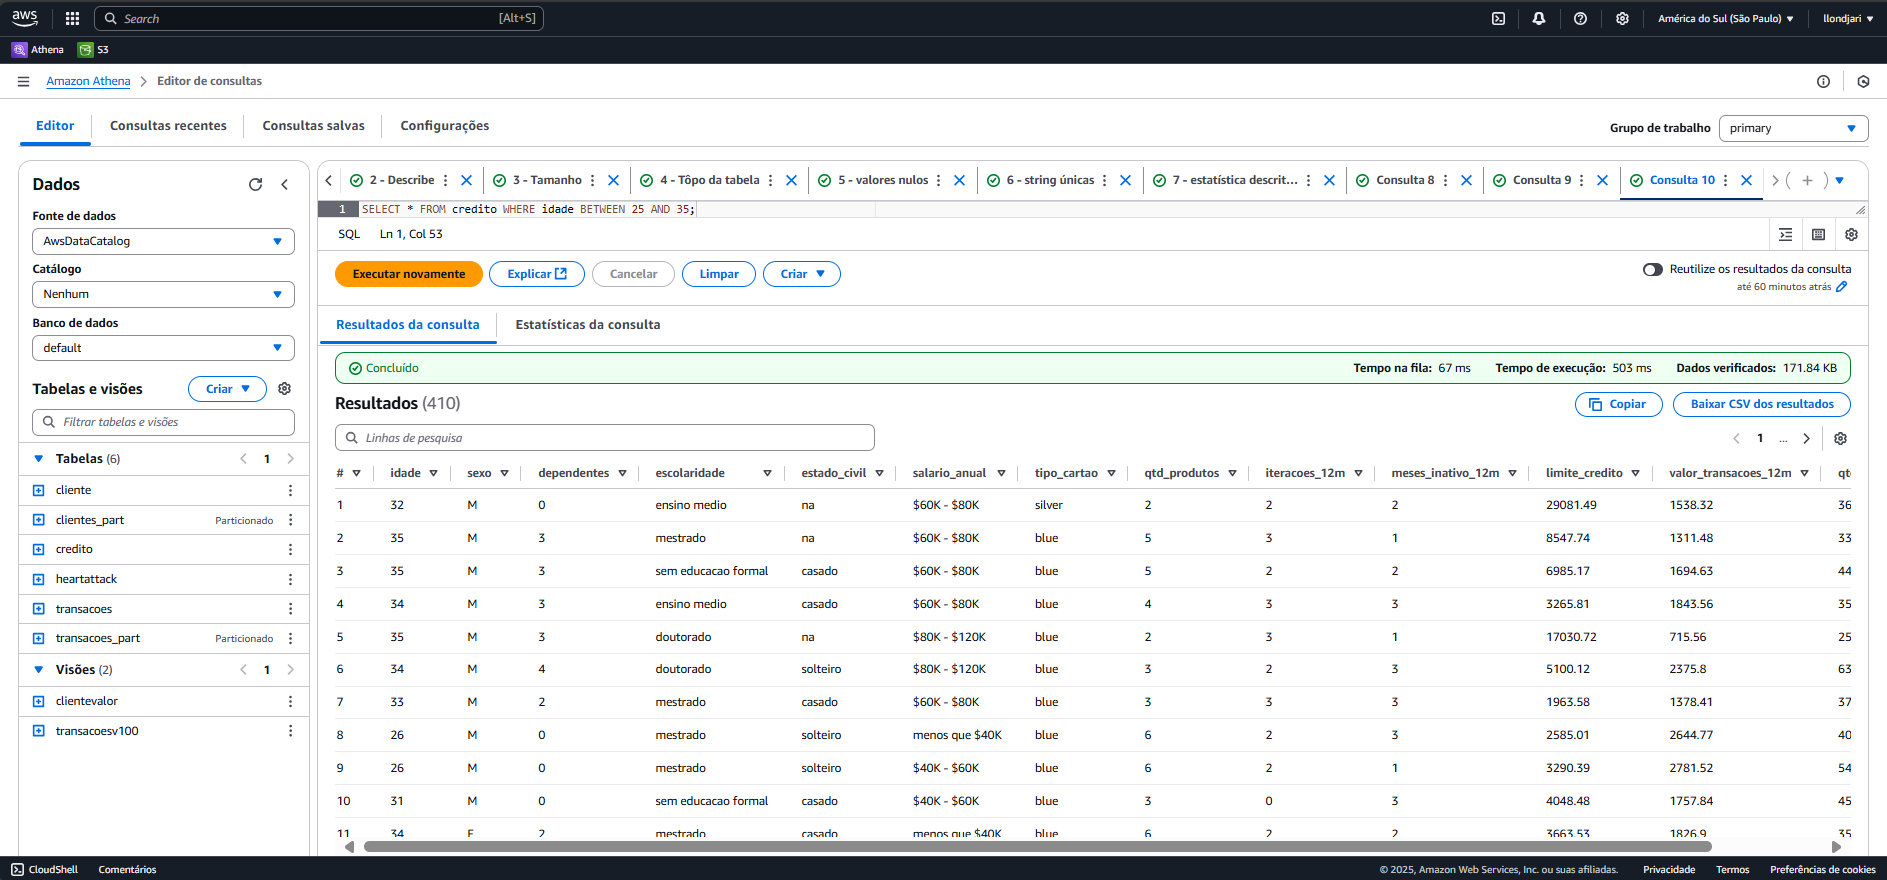 aws Search [Alt+S] América do Sul (São Paulo) llondjari
Athena S3
Amazon Athena Editor de consultas
Editor Consultas recentes Consultas salvas Configurações
Grupo de trabalho primary
Dados
Fonte de dados
AwsDataCatalog
Catálogo
Nenhum
Banco de dados
default
Tabelas e visões Criar
Filtrar tabelas e visões
Tabelas (6) 1
cliente
clientes_part Particionado
credito
heartattack
transacoes
transacoes_part Particionado
Visões (2) 1
clientevalor
transacoesv100
2 - Describe 3 - Tamanho 4 - Tôpo da tabela 5 - valores nulos 6 - string únicas 7 - estatística descrit... Consulta 8 Consulta 9 Consulta 10
1 SELECT * FROM credito WHERE idade BETWEEN 25 AND 35;
SQL Ln 1, Col 53
Executar novamente Explicar Cancelar Limpar Criar
Reutilize os resultados da consulta
até 60 minutos atrás
Resultados da consulta Estatísticas da consulta
Concluído Tempo na fila: 67 ms Tempo de execução: 503 ms Dados verificados: 171.84 KB
Resultados (410) Copiar Baixar CSV dos resultados
Linhas de pesquisa 1 ...
# idade sexo dependentes escolaridade estado_civil salario_anual tipo_cartao qtd_produtos iteracoes_12m meses_inativo_12m limite_credito valor_transacoes_12m qtd
1 32 M 0 ensino medio na $60K - $80K silver 2 2 2 29081.49 1538.32 36
2 35 M 3 mestrado na $60K - $80K blue 5 3 1 8547.74 1311.48 33
3 35 M 3 sem educacao formal casado $60K - $80K blue 5 2 2 6985.17 1694.63 44
4 34 M 3 ensino medio casado $60K - $80K blue 4 3 3 3265.81 1843.56 35
5 35 M 3 doutorado na $80K - $120K blue 2 3 1 17030.72 715.56 25
6 34 M 4 doutorado solteiro $80K - $120K blue 3 2 3 5100.12 2375.8 63
7 33 M 2 mestrado casado $60K - $80K blue 3 3 3 1963.58 1378.41 37
8 26 M 0 mestrado solteiro menos que $40K blue 6 2 3 2585.01 2644.77 40
9 26 M 0 mestrado solteiro $40K - $60K blue 6 2 1 3290.39 2781.52 54
10 31 M 0 sem educacao formal casado $40K - $60K blue 3 0 3 4048.48 1757.84 45
11 34 F 2 mestrado casado menos que $40K blue 6 2 2 3663.53 1826.9 35
CloudShell Comentários © 2025, Amazon Web Services, Inc. ou suas afiliadas. Privacidade Termos Preferências de cookies